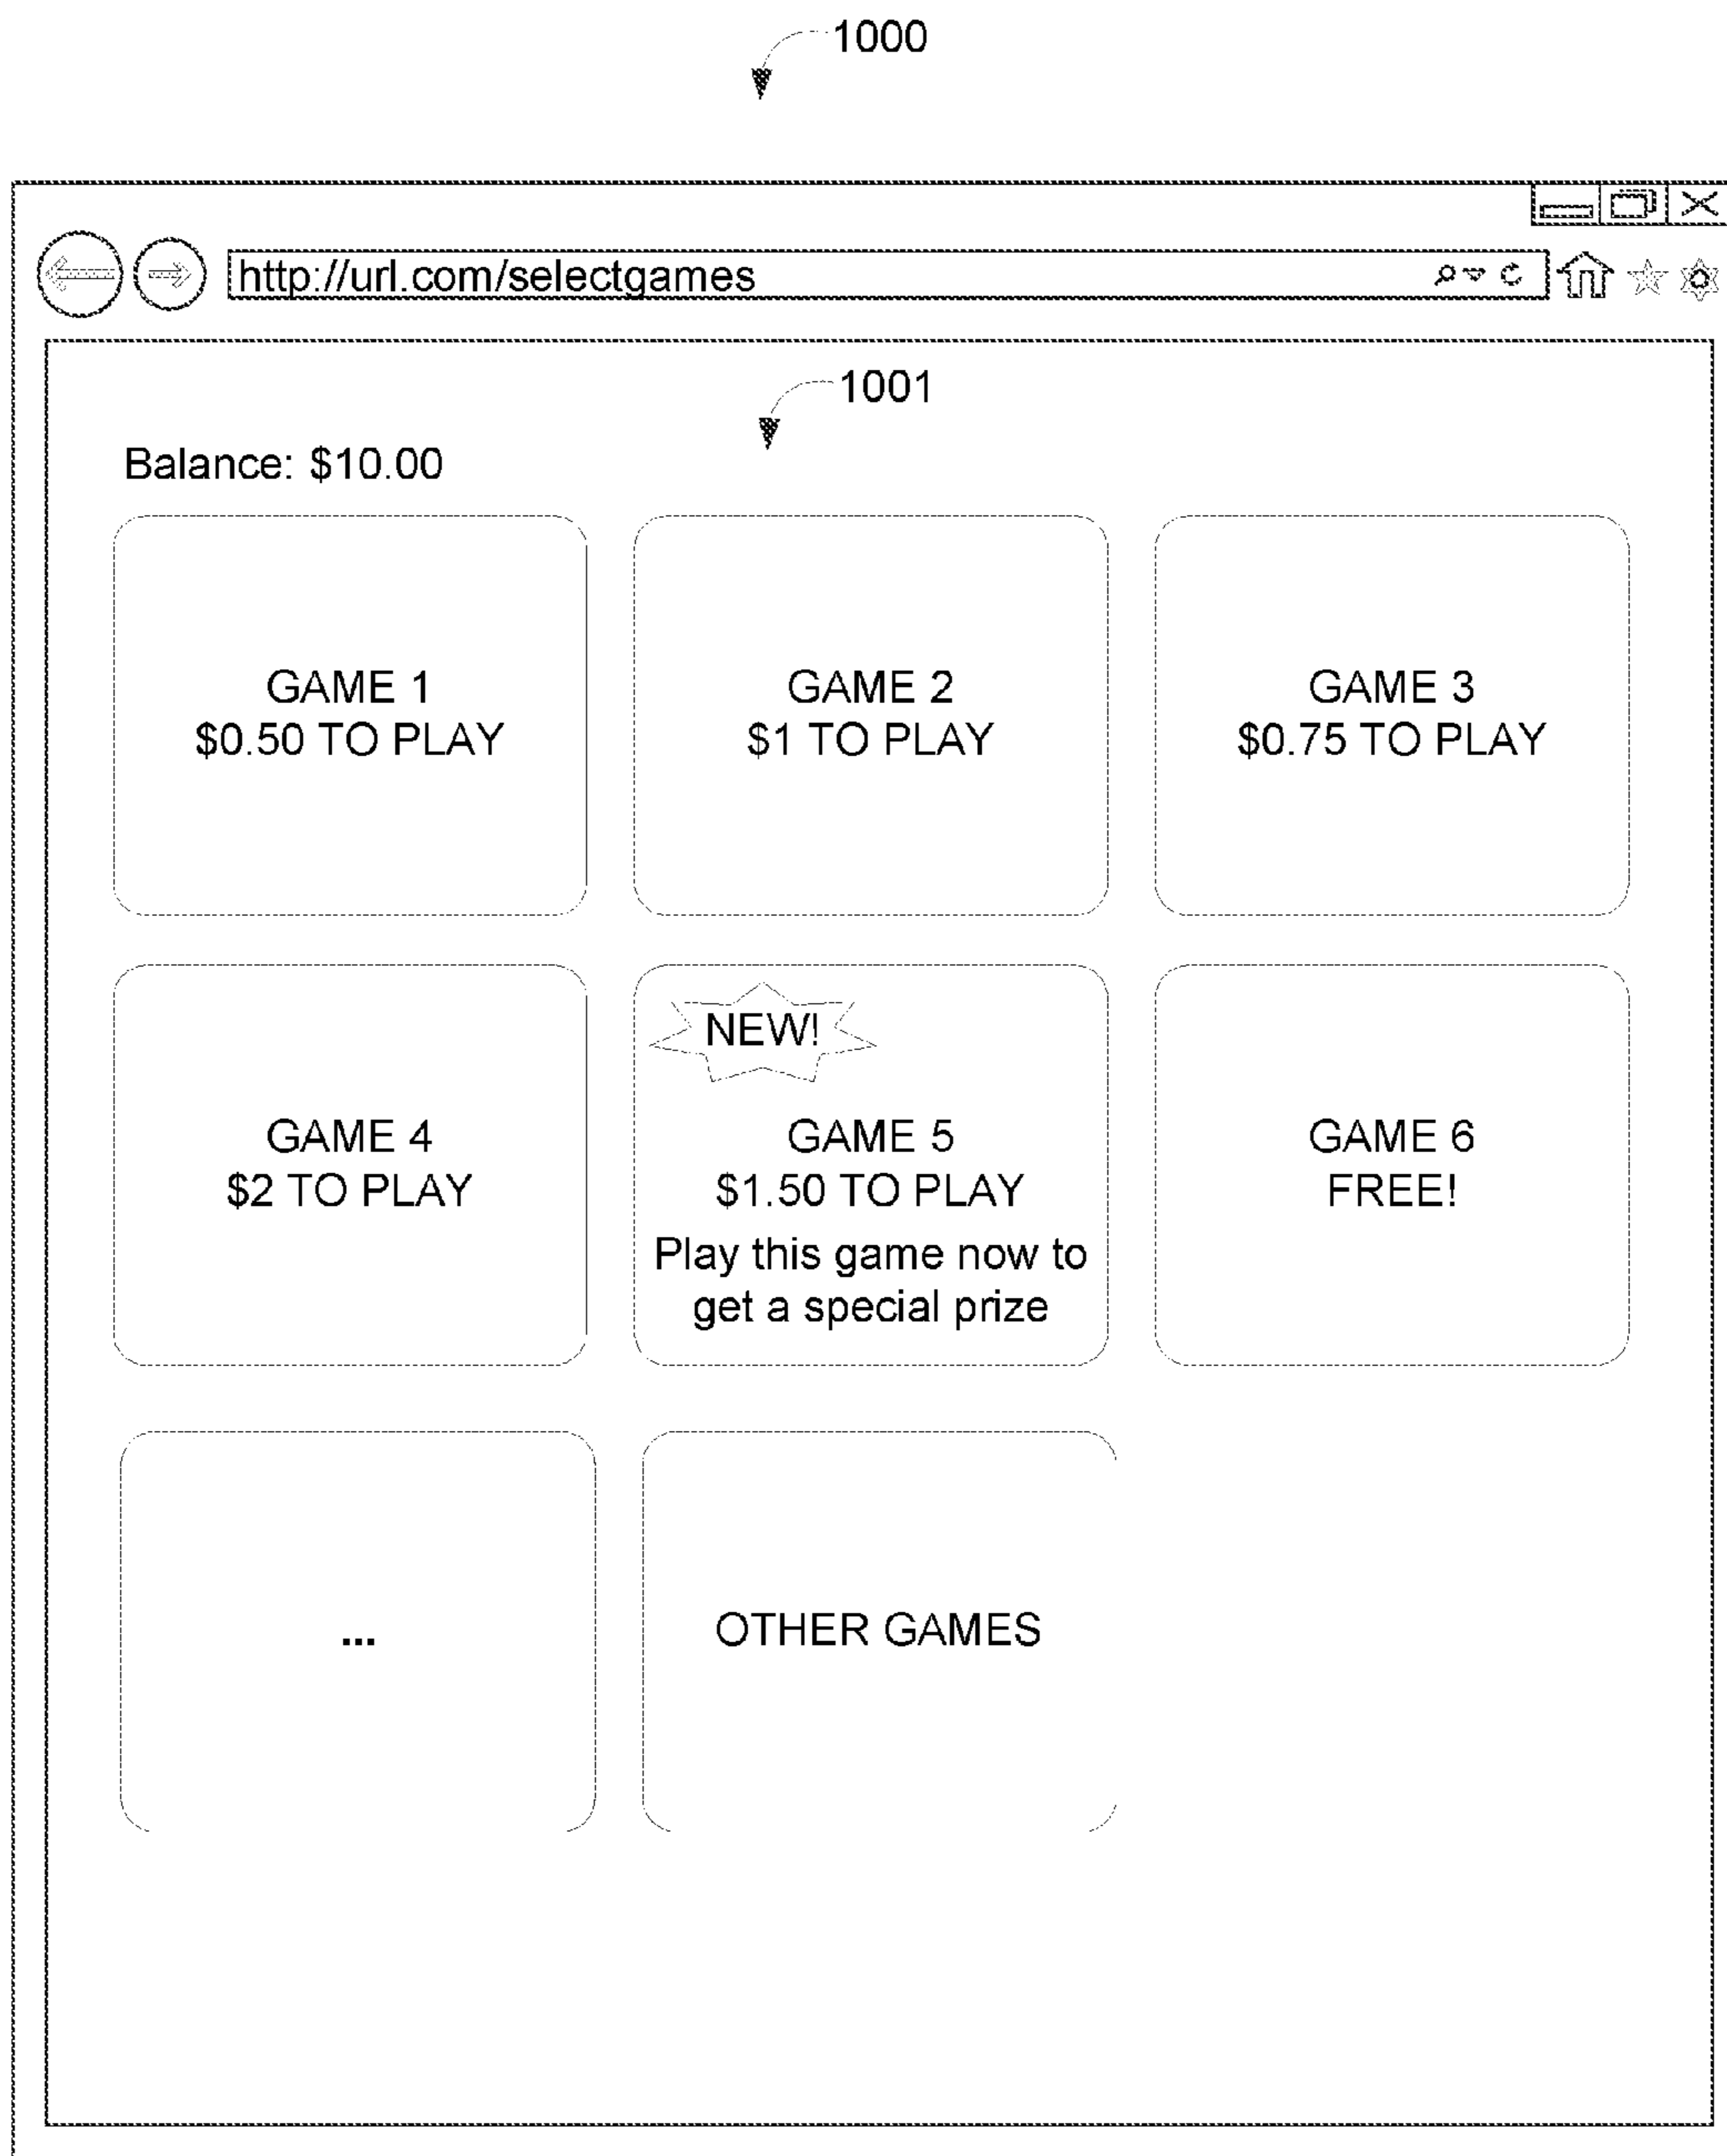 1000
http://url.com/selectgames
1001
Balance: $10.00
GAME 1
$0.50 TO PLAY
GAME 2
$1 TO PLAY
GAME 3
$0.75 TO PLAY
GAME 4
$2 TO PLAY
NEW!
GAME 5
$1.50 TO PLAY
Play this game now to
get a special prize
GAME 6
FREE!
...
OTHER GAMES